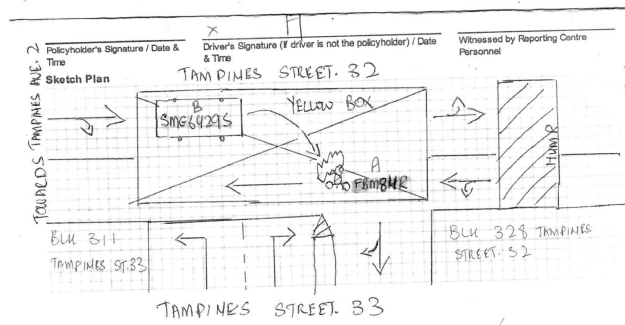 X
Policyholder's Signature / Date &
Time
Driver's Signature (if driver is not the policyholder) / Date
& Time
Witnessed by Reporting Centre
Personnel
Sketch Plan
TAMPINES STREET. 32
TOWARDS TAMPINES AVE. 2
B
SMG6429S
YELLOW BOX
A
HUMP
BLK 311
TAMPINES ST.33
BLK 328 TAMPINES
STREET. 32
TAMPINES STREET. 33